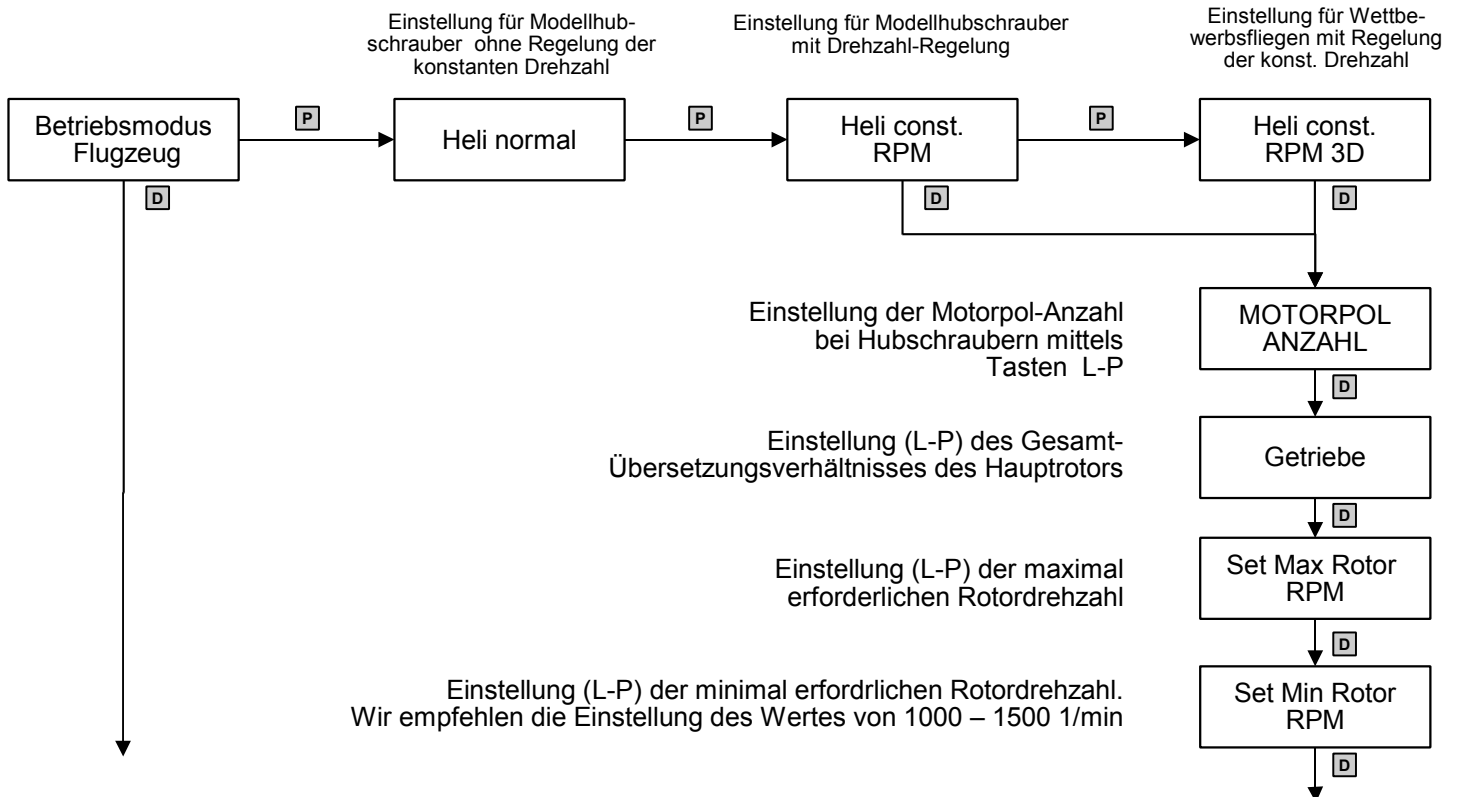 Einstellung für Modellhub-
schrauber  ohne Regelung der
konstanten Drehzahl
Einstellung für Modellhubschrauber
mit Drehzahl-Regelung
Einstellung für Wettbe-
werbsfliegen mit Regelung
der konst. Drehzahl
Betriebsmodus
Flugzeug
P
Heli normal
P
Heli const.
RPM
P
Heli const.
RPM 3D
D
D
D
Einstellung der Motorpol-Anzahl
bei Hubschraubern mittels
Tasten  L-P
MOTORPOL
ANZAHL
D
Einstellung (L-P) des Gesamt-
Übersetzungsverhältnisses des Hauptrotors
Getriebe
D
Einstellung (L-P) der maximal
erforderlichen Rotordrehzahl
Set Max Rotor
RPM
D
Einstellung (L-P) der minimal erfordrlichen Rotordrehzahl.
Wir empfehlen die Einstellung des Wertes von 1000 – 1500 1/min
Set Min Rotor
RPM
D